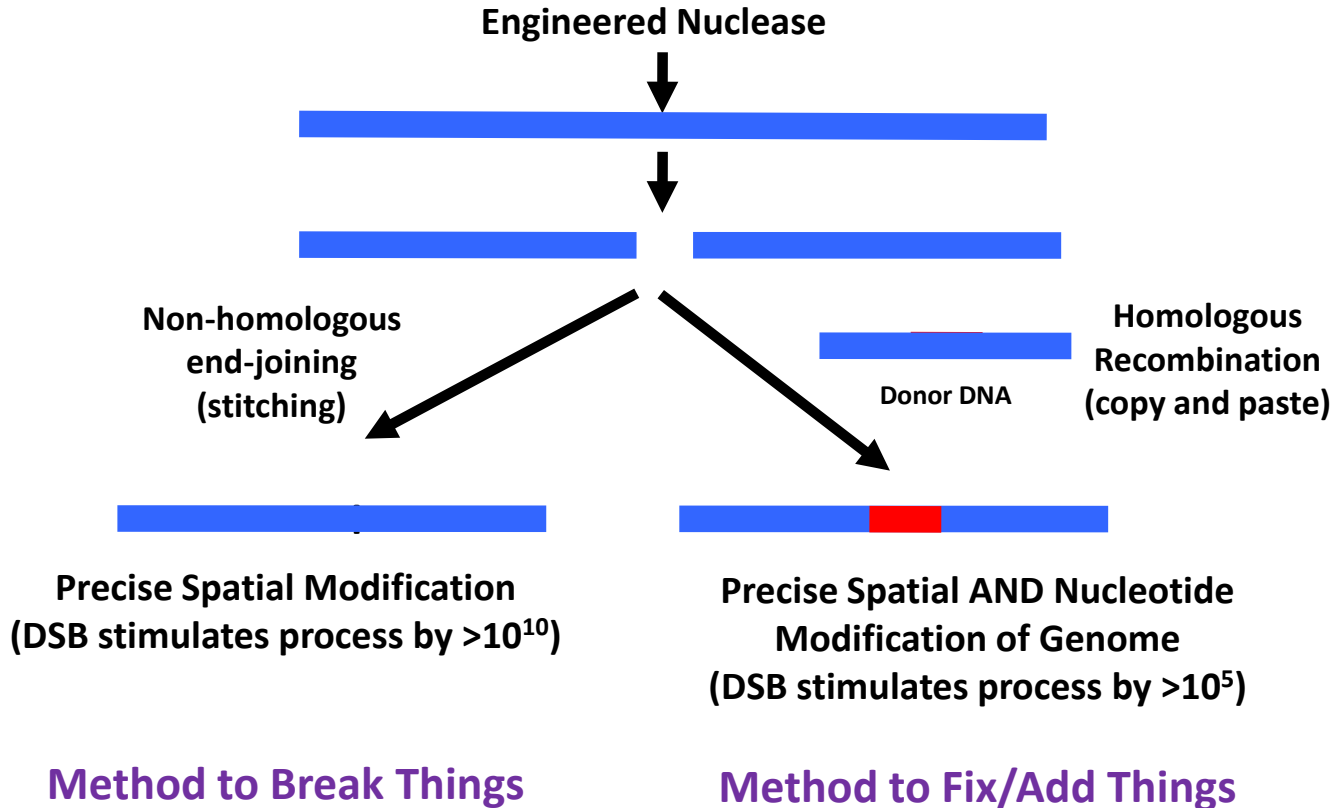 Engineered Nuclease
Non-homologous
end-joining
(stitching)
Homologous
Recombination
(copy and paste)
Donor DNA
Precise Spatial Modification
(DSB stimulates process by >10¹⁰)
Precise Spatial AND Nucleotide
Modification of Genome
(DSB stimulates process by >10⁵)
Method to Break Things
Method to Fix/Add Things